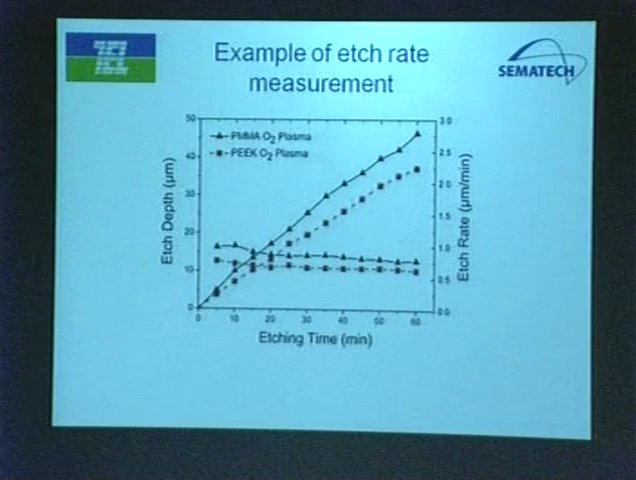 TEL
Example of etch rate
measurement
SEMATECH
PMMA O2 Plasma
PEEK O2 Plasma
Etch Depth (µm)
50
40
30
20
10
0
Etch Rate (µm/min)
3.0
2.5
2.0
1.5
1.0
0.5
0.0
0 10 20 30 40 50 60
Etching Time (min)